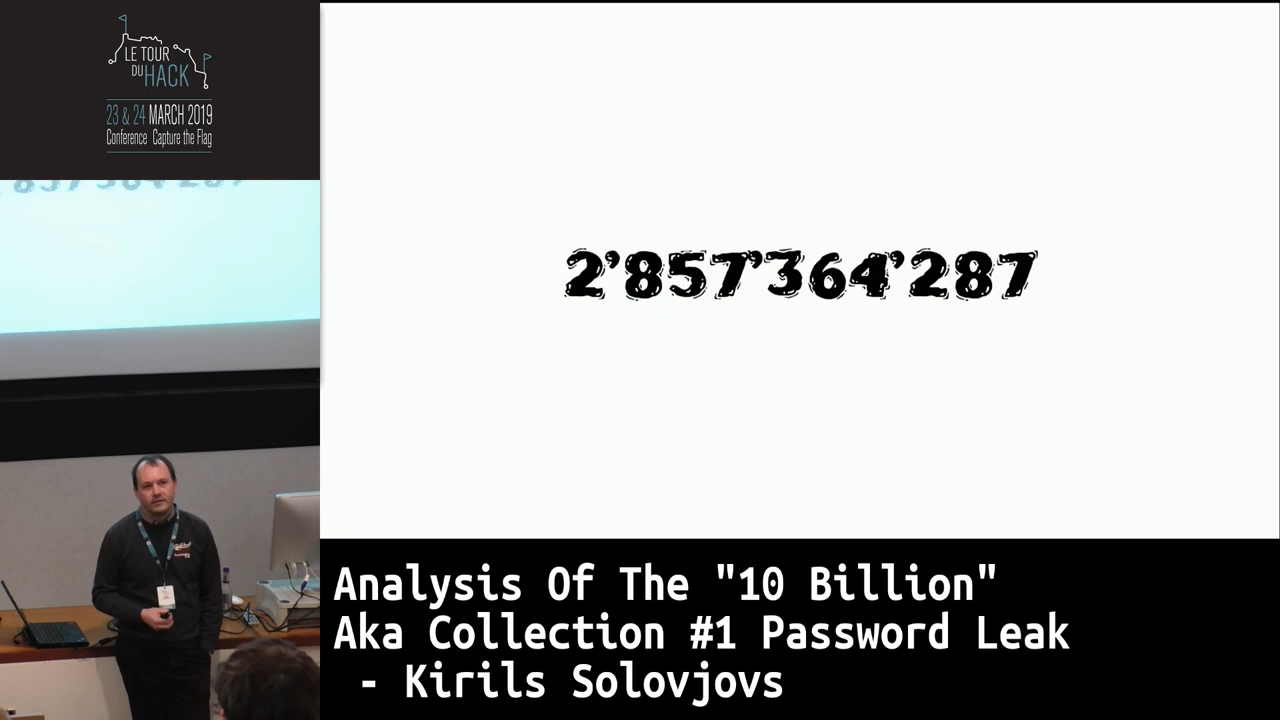 LE TOUR
DU HACK
23 & 24 MARCH 2019
Conference Capture the Flag
2’857’364’287
Analysis Of The "10 Billion"
Aka Collection #1 Password Leak
- Kirils Solovjovs